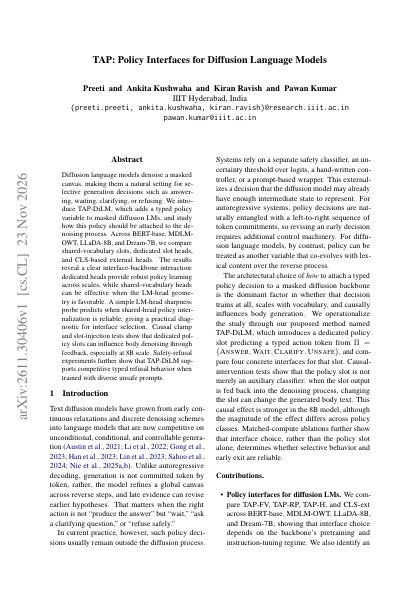 TAP: Policy Interfaces for Diffusion Language Models
Preeti and Ankita Kushwaha and Kiran Ravish and Pawan Kumar
IIIT Hyderabad, India
{preeti.preeti, ankita.kushwaha, kiran.ravish}@research.iiit.ac.in
pawan.kumar@iiit.ac.in
arXiv:2611.30406v1 [cs.CL] 23 Nov 2026
Abstract
Diffusion language models denoise a masked
canvas, making them a natural setting for se-
lective generation decisions such as answer-
ing, waiting, clarifying, or refusing. We intro-
duce TAP-DiLM, which adds a typed policy
variable to masked diffusion LMs, and study
how this policy should be attached to the de-
noising process. Across BERT-base, MDLM-
OWT, LLaDA-8B, and Dream-7B, we compare
shared-vocabulary slots, dedicated slot heads,
and CLS-based external heads. The results
reveal a clear interface-backbone interaction:
dedicated heads provide robust policy learning
across scales, while shared-vocabulary heads
can be effective when the LM-head geome-
try is favorable. A simple LM-head sharpness
probe predicts when shared-head policy inter-
nalization is reliable, giving a practical diag-
nostic for interface selection. Causal clamp
and slot-injection tests show that dedicated pol-
icy slots can influence body denoising through
feedback, especially at 8B scale. Safety-refusal
experiments further show that TAP-DiLM sup-
ports competitive typed refusal behavior when
trained with diverse unsafe prompts.
1 Introduction
Text diffusion models have grown from early con-
tinuous relaxations and discrete denoising schemes
into language models that are now competitive on
unconditional, conditional, and controllable genera-
tion (Austin et al., 2021; Li et al., 2022; Gong et al.,
2023; Han et al., 2023; Lin et al., 2023; Sahoo et al.,
2024; Nie et al., 2025a,b). Unlike autoregressive
decoding, generation is not committed token by
token, rather, the model refines a global canvas
across reverse steps, and late evidence can revise
earlier hypotheses. That matters when the right
action is not “produce the answer” but “wait,” “ask
a clarifying question,” or “refuse safely.”
In current practice, however, such policy deci-
sions usually remain outside the diffusion process.
Systems rely on a separate safety classifier, an un-
certainty threshold over logits, a hand-written con-
troller, or a prompt-based wrapper. This external-
izes a decision that the diffusion model may already
have enough intermediate state to represent. For
autoregressive systems, policy decisions are nat-
urally entangled with a left-to-right sequence of
token commitments, so revising an early decision
requires additional control machinery. For diffu-
sion language models, by contrast, policy can be
treated as another variable that co-evolves with lex-
ical content over the reverse process.
The architectural choice of how to attach a typed
policy decision to a masked diffusion backbone
is the dominant factor in whether that decision
trains at all, scales with vocabulary, and causally
influences body generation. We operationalize
the study through our proposed method named
TAP-DiLM, which introduces a dedicated policy
slot predicting a typed action token from Π =
{ANSWER, WAIT, CLARIFY, UNSAFE}, and com-
pare four concrete interfaces for that slot. Causal-
intervention tests show that the policy slot is not
merely an auxiliary classifier: when the slot output
is fed back into the denoising process, changing
the slot can change the generated body text. This
causal effect is stronger in the 8B model, although
the magnitude of the effect differs across policy
classes. Matched-compute ablations further show
that interface choice, rather than the policy slot
alone, determines whether selective behavior and
early exit are reliable.
Contributions.
• Policy interfaces for diffusion LMs. We com-
pare TAP-FV, TAP-RP, TAP-H, and CLS-ext
across BERT-base, MDLM-OWT, LLaDA-8B,
and Dream-7B, showing that interface choice
depends on the backbone’s pretraining and
instruction-tuning regime. We also identify an